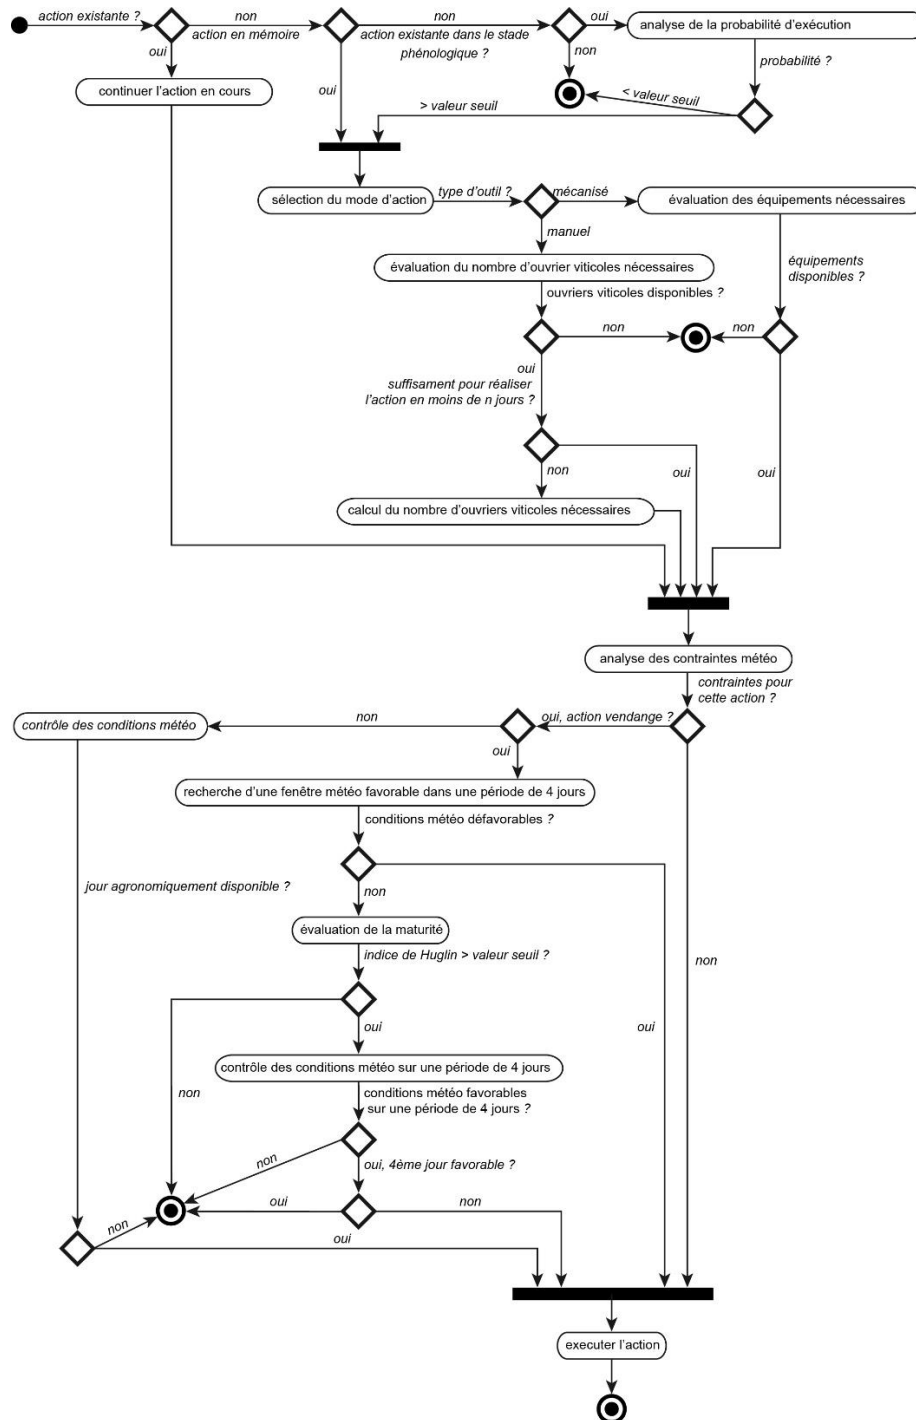 action existante ?
non
non
oui
analyse de la probabilité d'exécution
action en mémoire
action existante dans le stade
phénologique ?
oui
non
probabilité ?
continuer l'action en cours
oui
> valeur seuil
< valeur seuil
sélection du mode d'action
type d'outil ?
mécanisé
évaluation des équipements nécessaires
manuel
évaluation du nombre d'ouvrier viticoles nécessaires
équipements
disponibles ?
ouvriers viticoles disponibles ?
non
non
oui
suffisament pour réaliser
l'action en moins de n jours ?
non
oui
oui
calcul du nombre d'ouvriers viticoles nécessaires
analyse des contraintes météo
contraintes pour
cette action ?
contrôle des conditions météo
non
oui, action vendange ?
oui
recherche d'une fenêtre météo favorable dans une période de 4 jours
conditions météo défavorables ?
jour agronomiquement disponible ?
non
évaluation de la maturité
indice de Huglin > valeur seuil ?
non
oui
oui
contrôle des conditions météo sur une période de 4 jours
non
conditions météo favorables
sur une période de 4 jours ?
non
oui, 4ème jour favorable ?
oui
non
non
oui
executer l'action